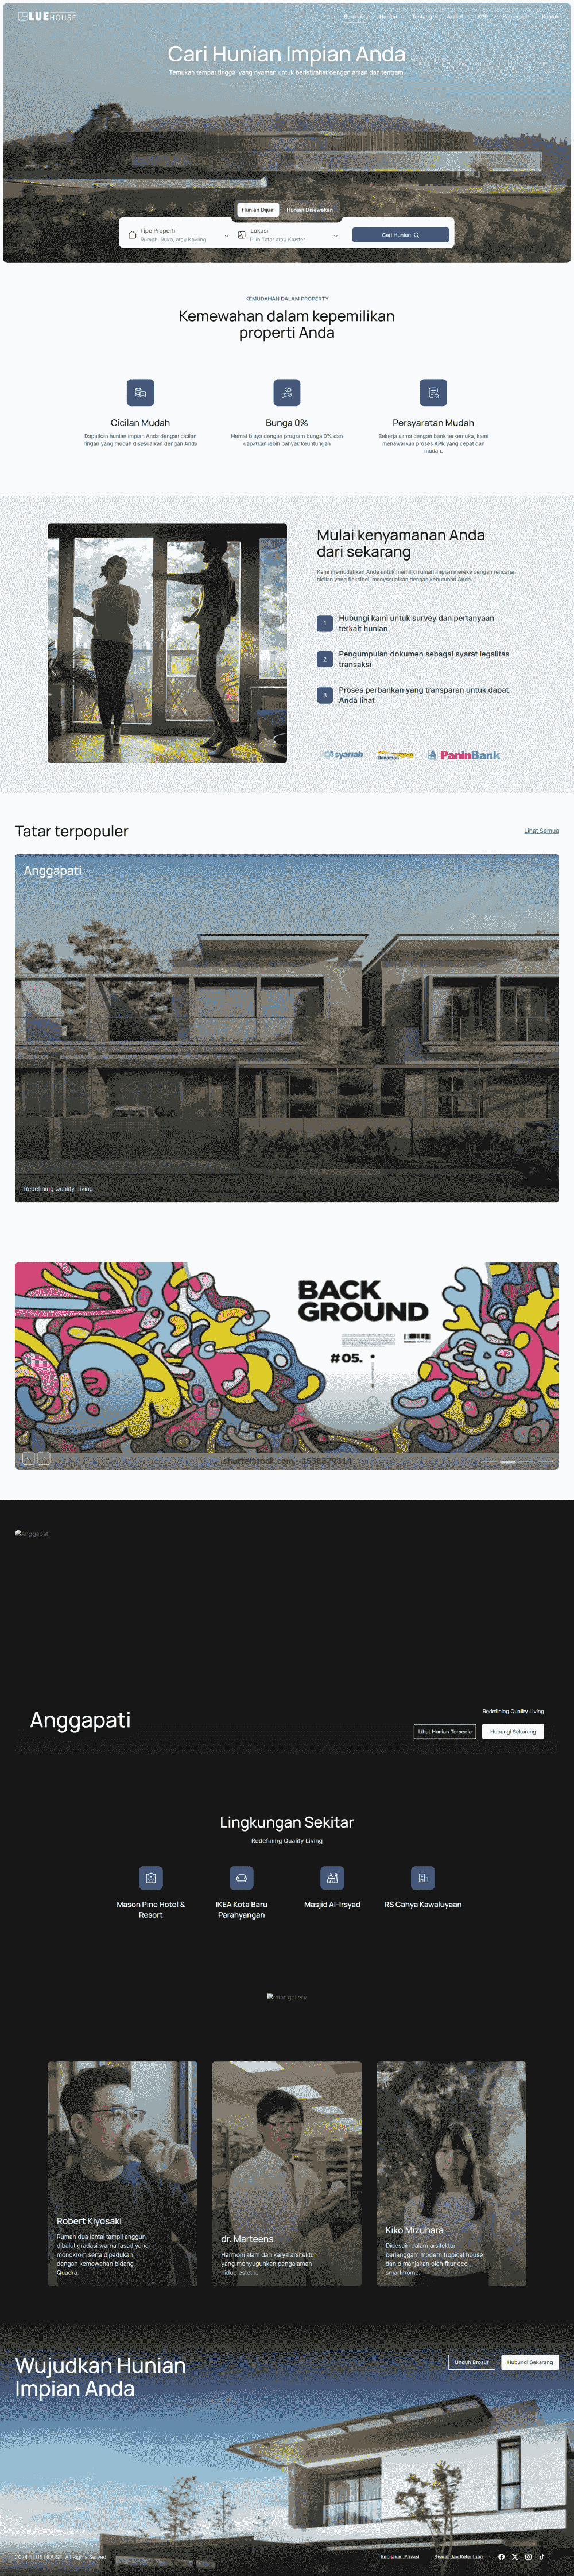 BLUE HOUSE
Beranda
Hunian
Tentang
Artikel
KPR
Komersial
Kontak
Cari Hunian Impian Anda
Temukan tempat tinggal yang nyaman untuk beristirahat dengan aman dan tentram.
Hunian Dijual
Hunian Disewakan
Tipe Properti
Rumah, Ruko, atau Kavling
Lokasi
Pilih Tatar atau Kluster
Cari Hunian
KEMUDAHAN DALAM PROPERTY
Kemewahan dalam kepemilikan
properti Anda
Cicilan Mudah
Dapatkan hunian impian Anda dengan cicilan
ringan yang mudah disesuaikan dengan Anda
Bunga 0%
Hemat biaya dengan program bunga 0% dan
dapatkan lebih banyak keuntungan
Persyaratan Mudah
Bekerja sama dengan bank terkemuka, kami
menawarkan proses KPR yang cepat dan
mudah.
Mulai kenyamanan Anda
dari sekarang
Kami memudahkan Anda untuk memiliki rumah impian mereka dengan rencana
cicilan yang fleksibel, menyesuaikan dengan kebutuhan Anda.
1
Hubungi kami untuk survey dan pertanyaan
terkait hunian
2
Pengumpulan dokumen sebagai syarat legalitas
transaksi
3
Proses perbankan yang transparan untuk dapat
Anda lihat
BCA syariah
Danamon
PaninBank
Tatar terpopuler
Lihat Semua
Anggapati
Redefining Quality Living
BACK
GROUND
#05.
shutterstock.com · 1538379314
Anggapati
Anggapati
Redefining Quality Living
Lihat Hunian Tersedia
Hubungi Sekarang
Lingkungan Sekitar
Redefining Quality Living
Mason Pine Hotel &
Resort
IKEA Kota Baru
Parahyangan
Masjid Al-Irsyad
RS Cahya Kawaluyaan
tatar gallery
Robert Kiyosaki
Rumah dua lantai tampil anggun
dibalut gradasi warna fasad yang
monokrom serta dipadukan
dengan kemewahan bidang
Quadra.
dr. Marteens
Harmoni alam dan karya arsitektur
yang menyuguhkan pengalaman
hidup estetik.
Kiko Mizuhara
Didesain dalam arsitektur
berlanggam modern tropical house
dan dimanjakan oleh fitur eco
smart home.
Wujudkan Hunian
Impian Anda
Unduh Brosur
Hubungi Sekarang
2024 BLUE HOUSE, All Rights Served
Kebijakan Privasi
Syarat dan Ketentuan